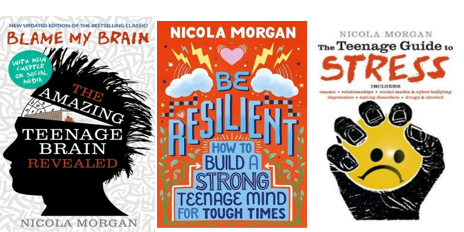 NEW UPDATED EDITION OF THE BESTSELLING CLASSIC!
BLAME MY BRAIN
WITH NEW
CHAPTER
ON SOCIAL
MEDIA
THE
AMAZING
TEENAGE
BRAIN
REVEALED
NICOLA MORGAN
NICOLA MORGAN
BE
RESILIENT
HOW TO
BUILD A
STRONG
TEENAGE MIND
FOR TOUGH TIMES
NICOLA MORGAN
The Teenage Guide to
STRESS
INCLUDES
exams • relationships • social media & cyber-bullying
depression • eating disorders • drugs & alcohol